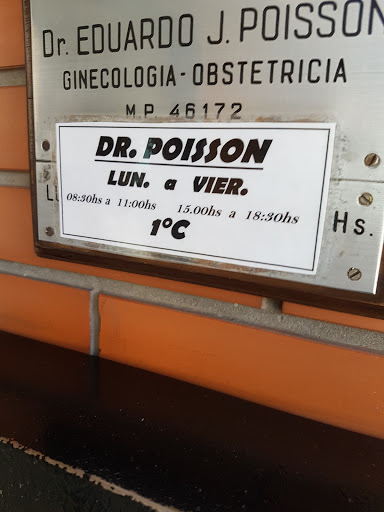 Dr. EDUARDO J. POISSON
GINECOLOGIA - OBSTETRICIA
M.P. 46172
DR. POISSON
LUN. a VIER.
08:30hs a 11:00hs 15.00hs a 18:30hs
1°C
Hs.